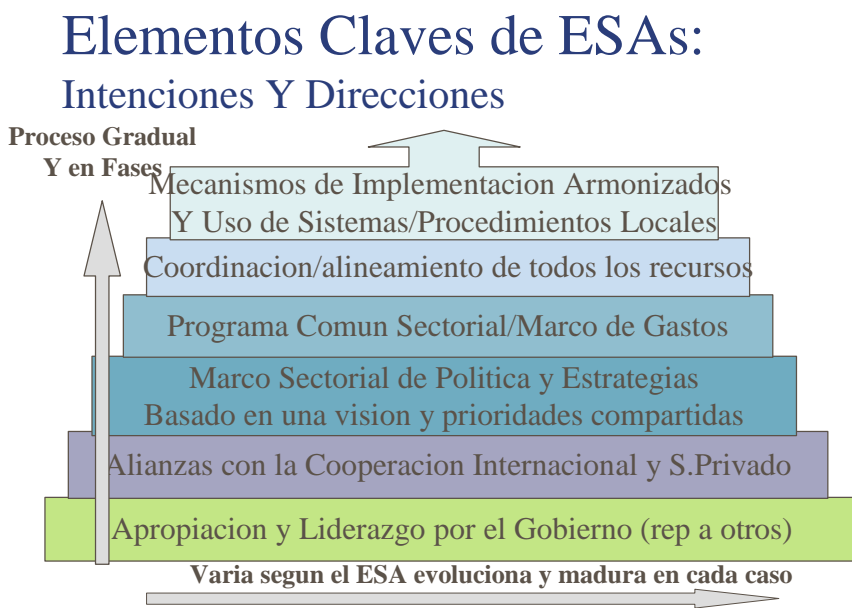 Elementos Claves de ESAs:
Intenciones Y Direcciones
Proceso Gradual
Y en Fases
Mecanismos de Implementacion Armonizados
Y Uso de Sistemas/Procedimientos Locales
Coordinacion/alineamiento de todos los recursos
Programa Comun Sectorial/Marco de Gastos
Marco Sectorial de Politica y Estrategias
Basado en una vision y prioridades compartidas
Alianzas con la Cooperacion Internacional y S.Privado
Apropiacion y Liderazgo por el Gobierno (rep a otros)
Varia segun el ESA evoluciona y madura en cada caso